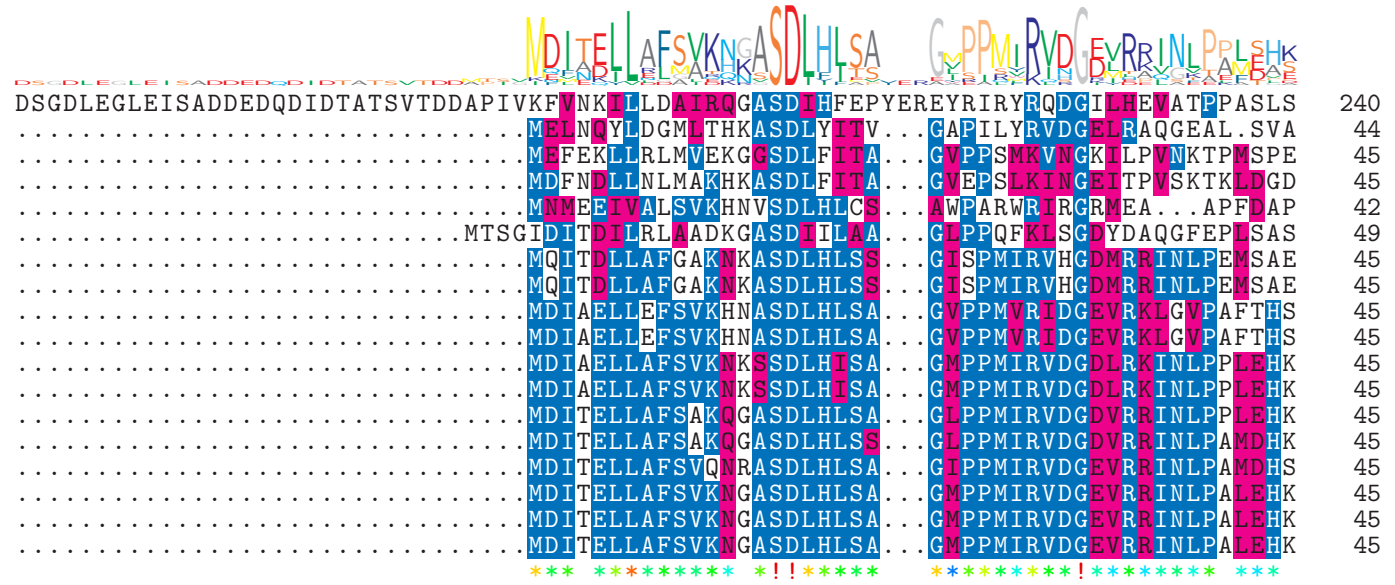 DSGDLEGLEISADDEDQDIDTATSVTDDAPIVKFVNKILLDAIRQGASDIHFEPYEREYRIRYRQDGILHEVATPPASLS 240
................................MELNQYLDGMLTHKASDLYITV...GAPILYRVDGELRAQGEAL.SVA 44
................................MEFEKLLRLMVEKGGSDLFITA...GVPPSMKVNGKILPVNKTPMSPE 45
................................MDFNDLLNLMAKHKASDLFITA...GVEPSLKINGEITPVSKTKLDGD 45
................................MNMEEIVALSVKHNVSDLHLCS...AWPARWRIRGRMEA...APFDAP 42
............................MTSGIDITDILRLAADKGASDIILAA...GLPPQFKLSGDYDAQGFEPLSAS 49
................................MQITDLLAFGAKNKASDLHLSS...GISPMIRVHGDMRRINLPEMSAE 45
................................MQITDLLAFGAKNKASDLHLSS...GISPMIRVHGDMRRINLPEMSAE 45
................................MDIAELLEFSVKHNASDLHLSA...GVPPMVRIDGEVRKLGVPAFTHS 45
................................MDIAELLEFSVKHNASDLHLSA...GVPPMVRIDGEVRKLGVPAFTHS 45
................................MDIAELLAFSVKNKSSDLHISA...GMPPMIRVDGDLRKINLPPLEHK 45
................................MDIAELLAFSVKNKSSDLHISA...GMPPMIRVDGDLRKINLPPLEHK 45
................................MDITELLAFSAKQGASDLHLSA...GLPPMIRVDGDVRRINLPPLEHK 45
................................MDITELLAFSAKQGASDLHLSS...GLPPMIRVDGDVRRINLPAMDHK 45
................................MDITELLAFSVQNRASDLHLSA...GIPPMIRVDGEVRRINLPAMDHS 45
................................MDITELLAFSVKNGASDLHLSA...GMPPMIRVDGEVRRINLPALEHK 45
................................MDITELLAFSVKNGASDLHLSA...GMPPMIRVDGEVRRINLPALEHK 45
................................MDITELLAFSVKNGASDLHLSA...GMPPMIRVDGEVRRINLPALEHK 45
*** ********* *!!***** *********!******** ***